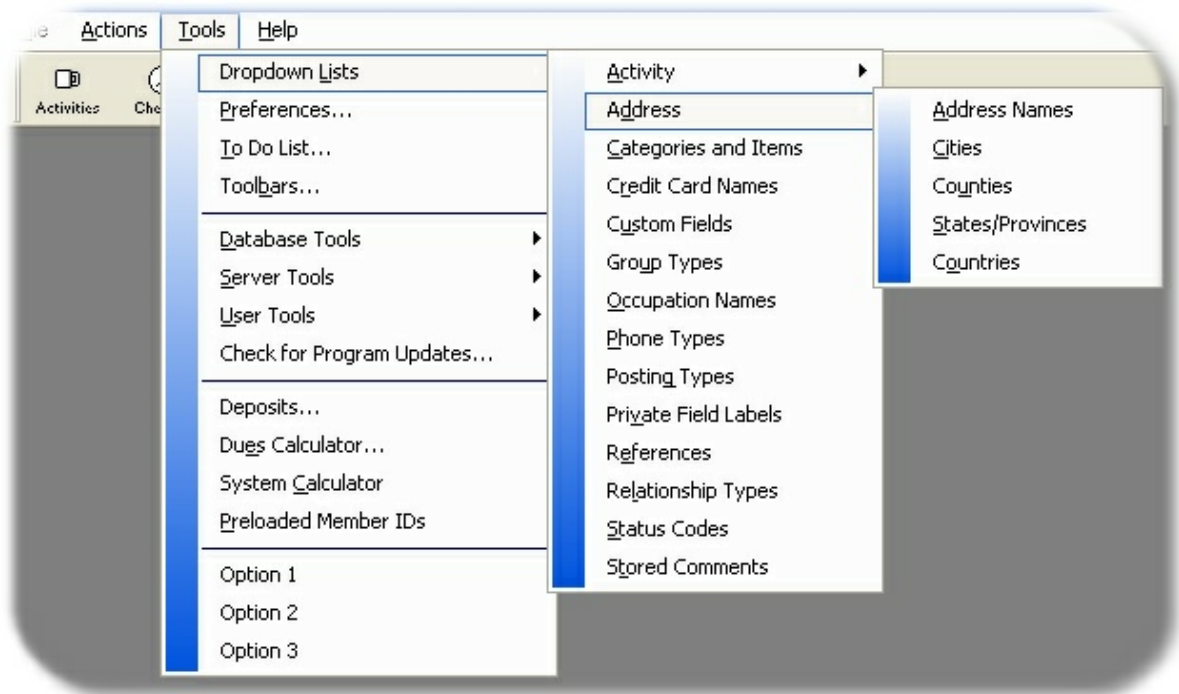 Actions Tools Help
Activities
Dropdown Lists
Preferences...
To Do List...
Toolbars...
Database Tools
Server Tools
User Tools
Check for Program Updates...
Deposits...
Dues Calculator...
System Calculator
Preloaded Member IDs
Option 1
Option 2
Option 3
Activity
Address
Categories and Items
Credit Card Names
Custom Fields
Group Types
Occupation Names
Phone Types
Posting Types
Private Field Labels
References
Relationship Types
Status Codes
Stored Comments
Address Names
Cities
Counties
States/Provinces
Countries